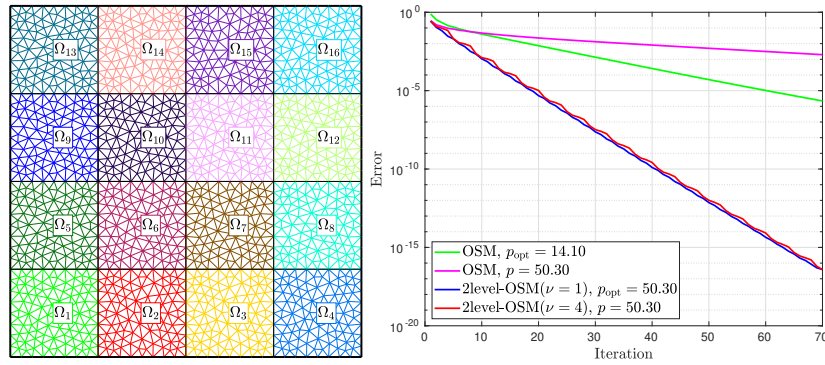 Ω13 Ω14 Ω15 Ω16
Ω9 Ω10 Ω11 Ω12
Ω5 Ω6 Ω7 Ω8
Ω1 Ω2 Ω3 Ω4
Error
10^0
10^-5
10^-10
10^-15
10^-20
OSM, p_opt = 14.10
OSM, p = 50.30
2level-OSM(ν = 1), p_opt = 50.30
2level-OSM(ν = 4), p = 50.30
0 10 20 30 40 50 60 70
Iteration